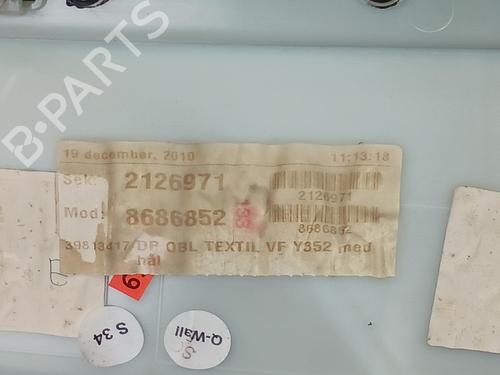 B-PARTS
19 december, 2010 11:13:18
Sek: 2126971
2126971
Mod: 8686852
8686852
39813417 DP OBL TEXTIL VF Y352 med
hål
S 34
Q-Wall